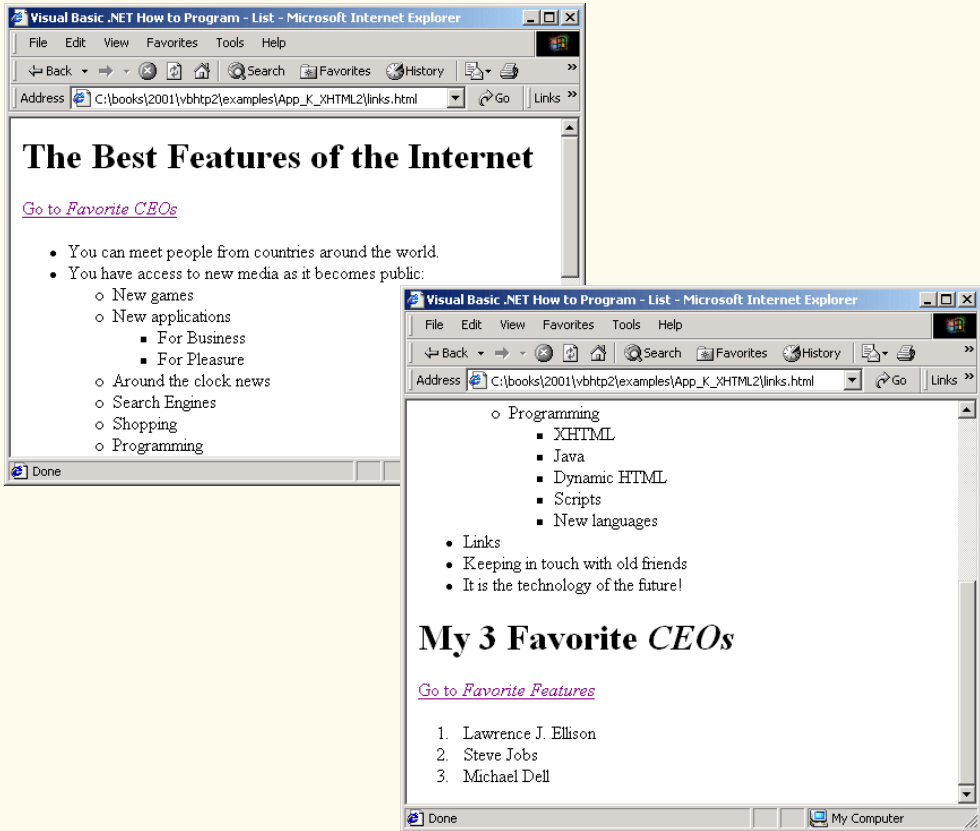 Visual Basic .NET How to Program - List - Microsoft Internet Explorer
File Edit View Favorites Tools Help
Back Search Favorites History »
Address C:\books\2001\vbhtp2\examples\App_K_XHTML2\links.html Go Links »
The Best Features of the Internet
Go to Favorite CEOs
• You can meet people from countries around the world.
• You have access to new media as it becomes public:
o New games
o New applications
▪ For Business
▪ For Pleasure
o Around the clock news
o Search Engines
o Shopping
o Programming
Done
Visual Basic .NET How to Program - List - Microsoft Internet Explorer
File Edit View Favorites Tools Help
Back Search Favorites History »
Address C:\books\2001\vbhtp2\examples\App_K_XHTML2\links.html Go Links »
o Programming
▪ XHTML
▪ Java
▪ Dynamic HTML
▪ Scripts
▪ New languages
• Links
• Keeping in touch with old friends
• It is the technology of the future!
My 3 Favorite CEOs
Go to Favorite Features
1. Lawrence J. Ellison
2. Steve Jobs
3. Michael Dell
Done My Computer